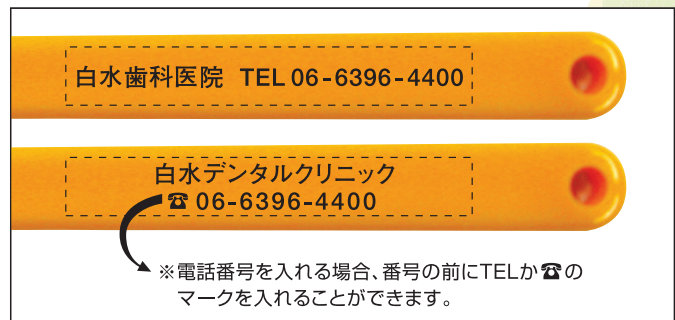 白水歯科医院 TEL 06-6396-4400
白水デンタルクリニック
☎ 06-6396-4400
※電話番号を入れる場合、番号の前にTELか☎の
マークを入れることができます。